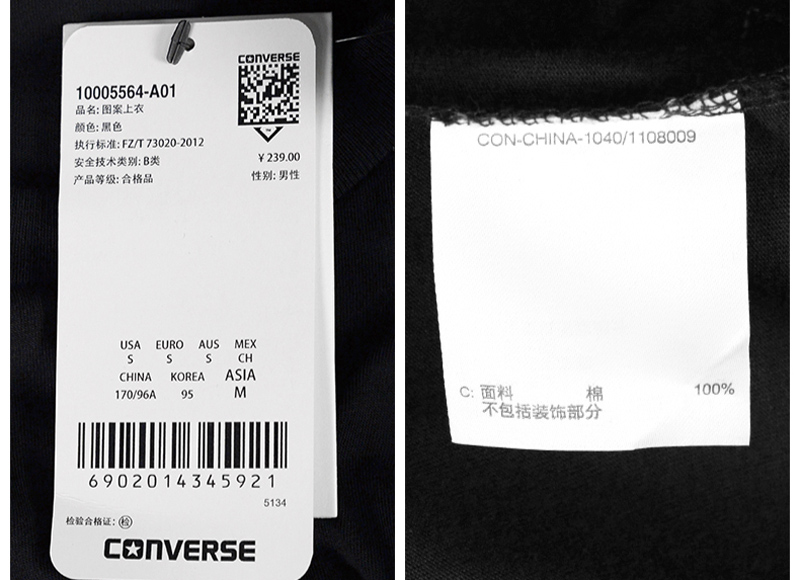 CONVERSE
10005564-A01
品名: 图案上衣
颜色: 黑色
执行标准: FZ/T 73020-2012
安全技术类别: B类
¥ 239.00
产品等级: 合格品
性别: 男性
USA EURO AUS MEX
S S S CH
CHINA KOREA ASIA
170/96A 95 M
6902014345921
5134
检验合格证: 检
CONVERSE
CON-CHINA-1040/1108009
C: 面料 棉 100%
不包括装饰部分